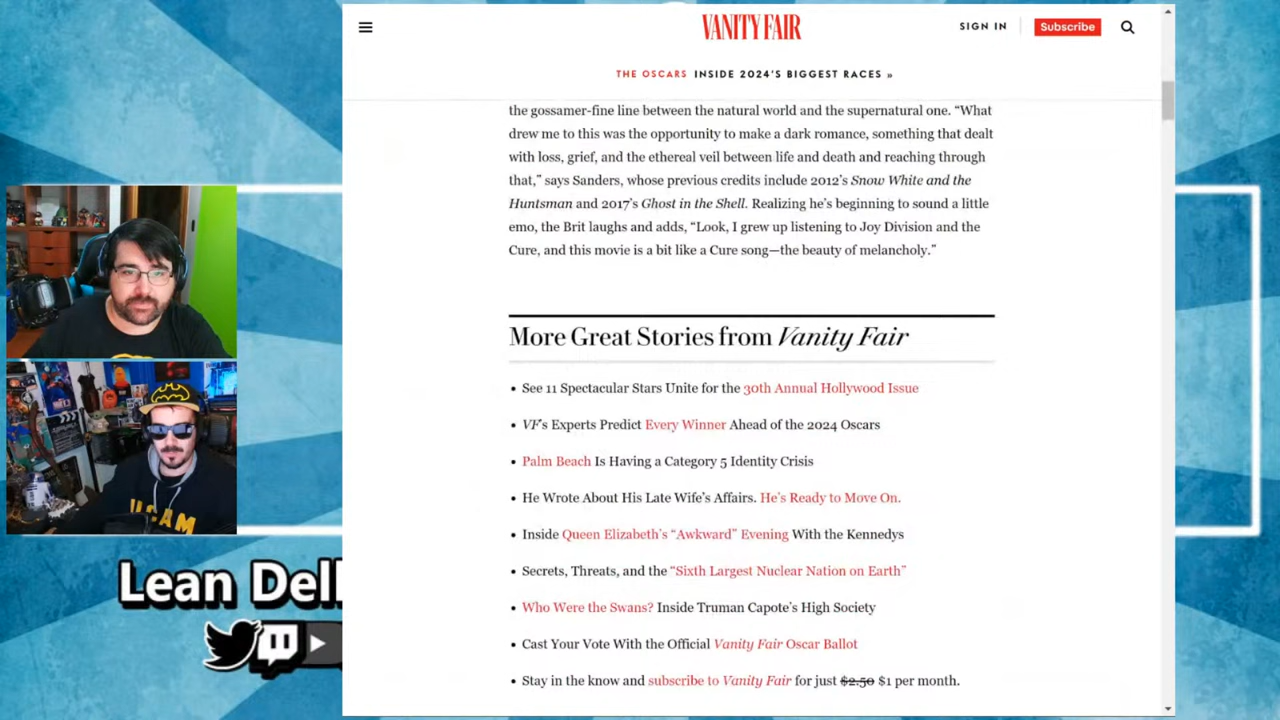 VANITY FAIR
SIGN IN
Subscribe
THE OSCARS INSIDE 2024'S BIGGEST RACES »
the gossamer-fine line between the natural world and the supernatural one. “What
drew me to this was the opportunity to make a dark romance, something that dealt
with loss, grief, and the ethereal veil between life and death and reaching through
that,” says Sanders, whose previous credits include 2012’s Snow White and the
Huntsman and 2017’s Ghost in the Shell. Realizing he’s beginning to sound a little
emo, the Brit laughs and adds, “Look, I grew up listening to Joy Division and the
Cure, and this movie is a bit like a Cure song—the beauty of melancholy.”
More Great Stories from Vanity Fair
• See 11 Spectacular Stars Unite for the 30th Annual Hollywood Issue
• VF’s Experts Predict Every Winner Ahead of the 2024 Oscars
• Palm Beach Is Having a Category 5 Identity Crisis
• He Wrote About His Late Wife’s Affairs. He’s Ready to Move On.
• Inside Queen Elizabeth’s “Awkward” Evening With the Kennedys
• Secrets, Threats, and the “Sixth Largest Nuclear Nation on Earth”
• Who Were the Swans? Inside Truman Capote’s High Society
• Cast Your Vote With the Official Vanity Fair Oscar Ballot
• Stay in the know and subscribe to Vanity Fair for just $2.50 $1 per month.
Lean Dell